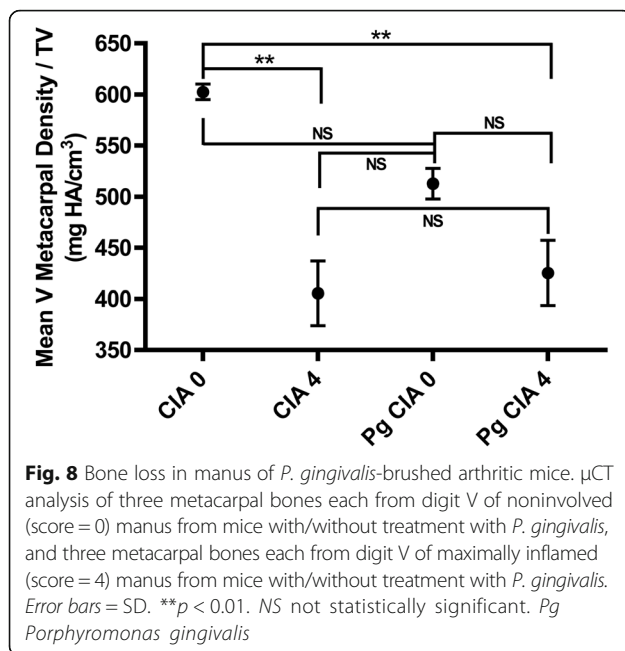 **
650
**
600
NS
550
NS
NS
500
NS
450
400
350
Mean V Metacarpal Density / TV
(mg HA/cm³)
CIA 0
CIA 4
Pg CIA 0
Pg CIA 4
Fig. 8 Bone loss in manus of P. gingivalis-brushed arthritic mice. μCT
analysis of three metacarpal bones each from digit V of noninvolved
(score = 0) manus from mice with/without treatment with P. gingivalis,
and three metacarpal bones each from digit V of maximally inflamed
(score = 4) manus from mice with/without treatment with P. gingivalis.
Error bars = SD. **p < 0.01. NS not statistically significant. Pg
Porphyromonas gingivalis